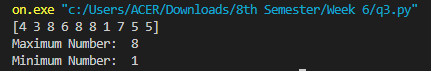 on.exe "c:/Users/ACER/Downloads/8th Semester/Week 6/q3.py"
[4 3 8 6 8 8 1 7 5 5]
Maximum Number:  8
Minimum Number:  1